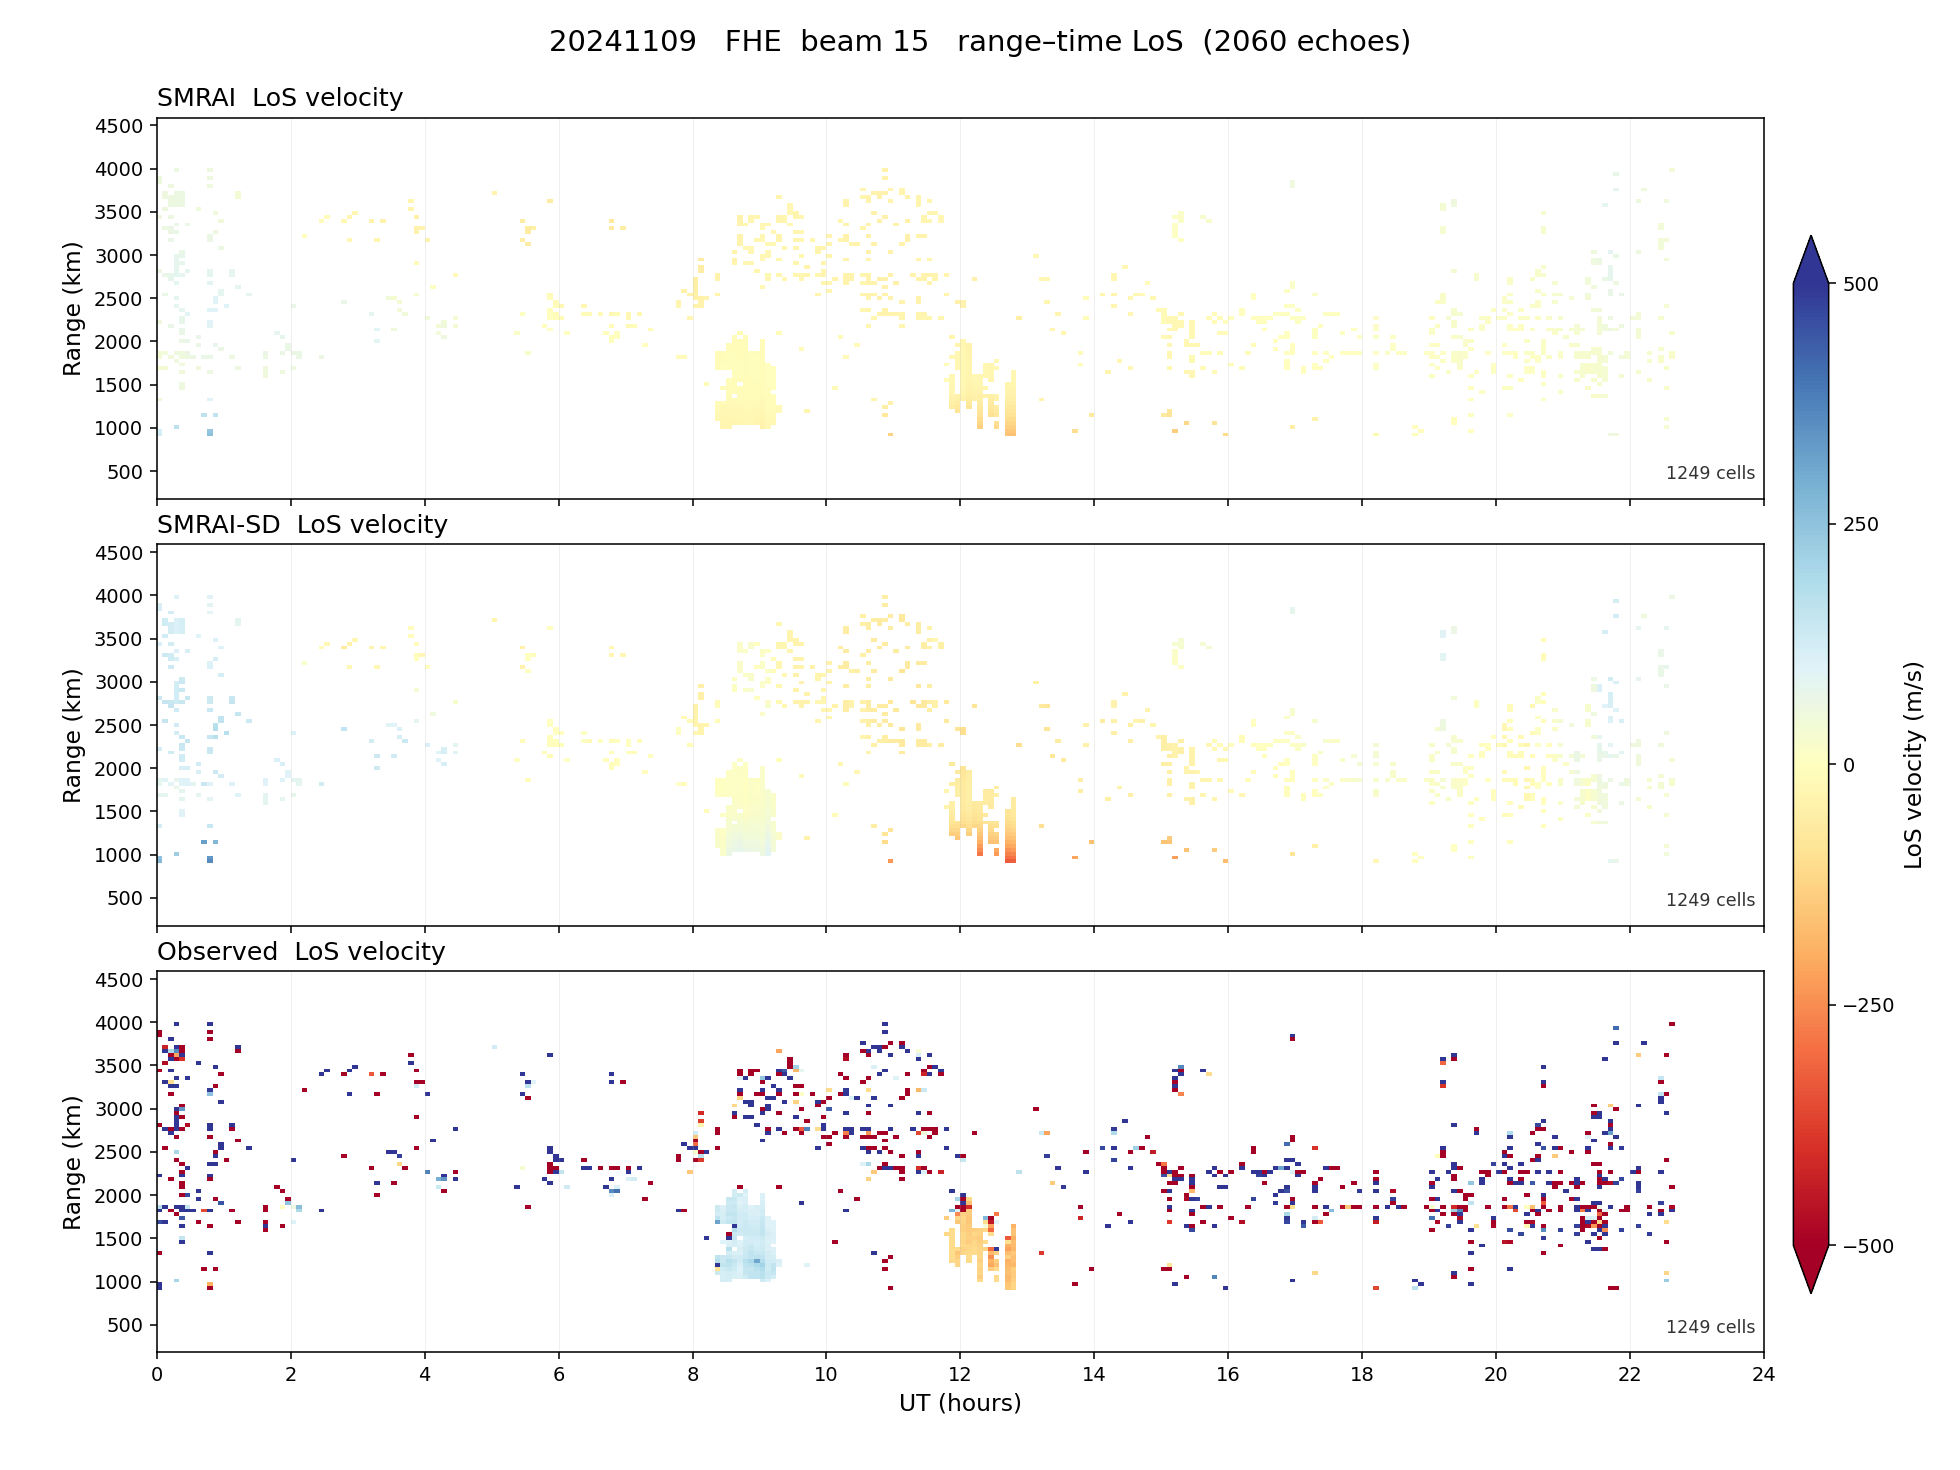 20241109   FHE  beam 15   range–time LoS  (2060 echoes)
SMRAI  LoS velocity
4500
4000
3500
3000
2500
2000
1500
1000
500
Range (km)
1249 cells
SMRAI-SD  LoS velocity
4500
4000
3500
3000
2500
2000
1500
1000
500
Range (km)
1249 cells
Observed  LoS velocity
4500
4000
3500
3000
2500
2000
1500
1000
500
Range (km)
1249 cells
0 2 4 6 8 10 12 14 16 18 20 22 24
UT (hours)
500
250
0
−250
−500
LoS velocity (m/s)